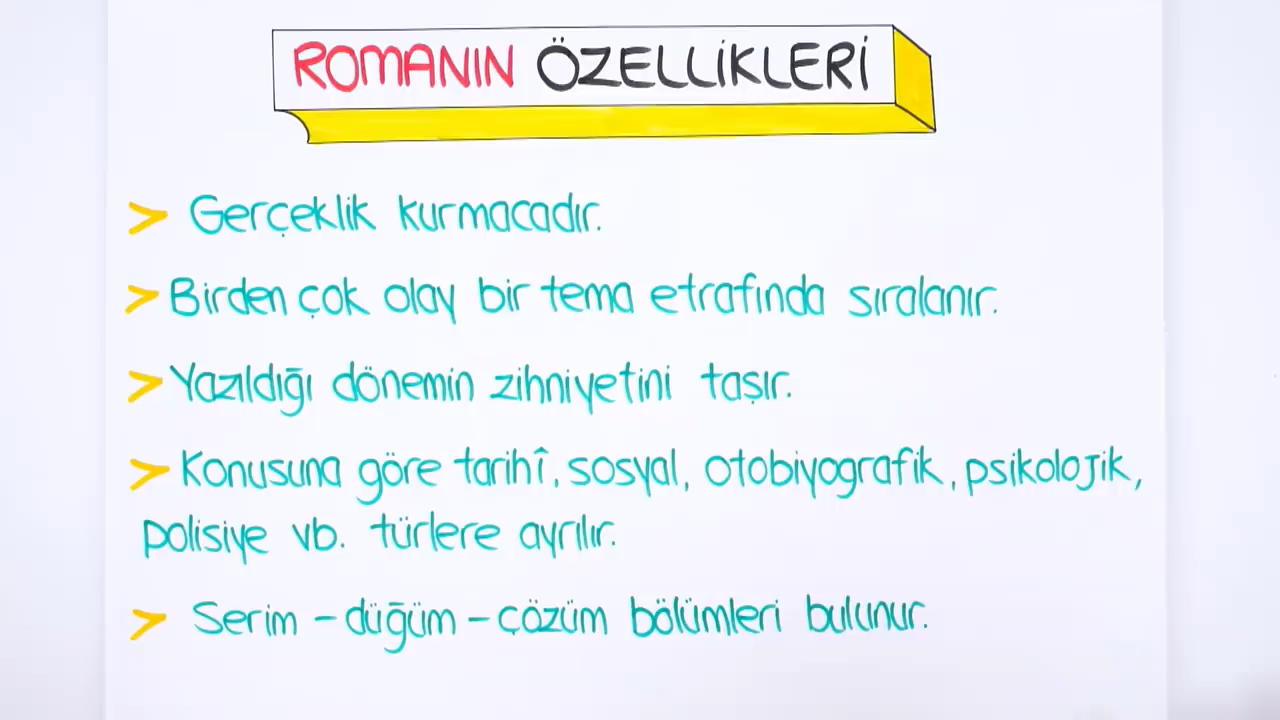 ROMANIN ÖZELLİKLERİ
> Gerçeklik kurmacadır.
> Birden çok olay bir tema etrafında sıralanır.
> Yazıldığı dönemin zihniyetini taşır.
> Konusuna göre tarihî, sosyal, otobiyografik, psikolojik,
polisiye vb. türlere ayrılır.
> Serim - düğüm - çözüm bölümleri bulunur.